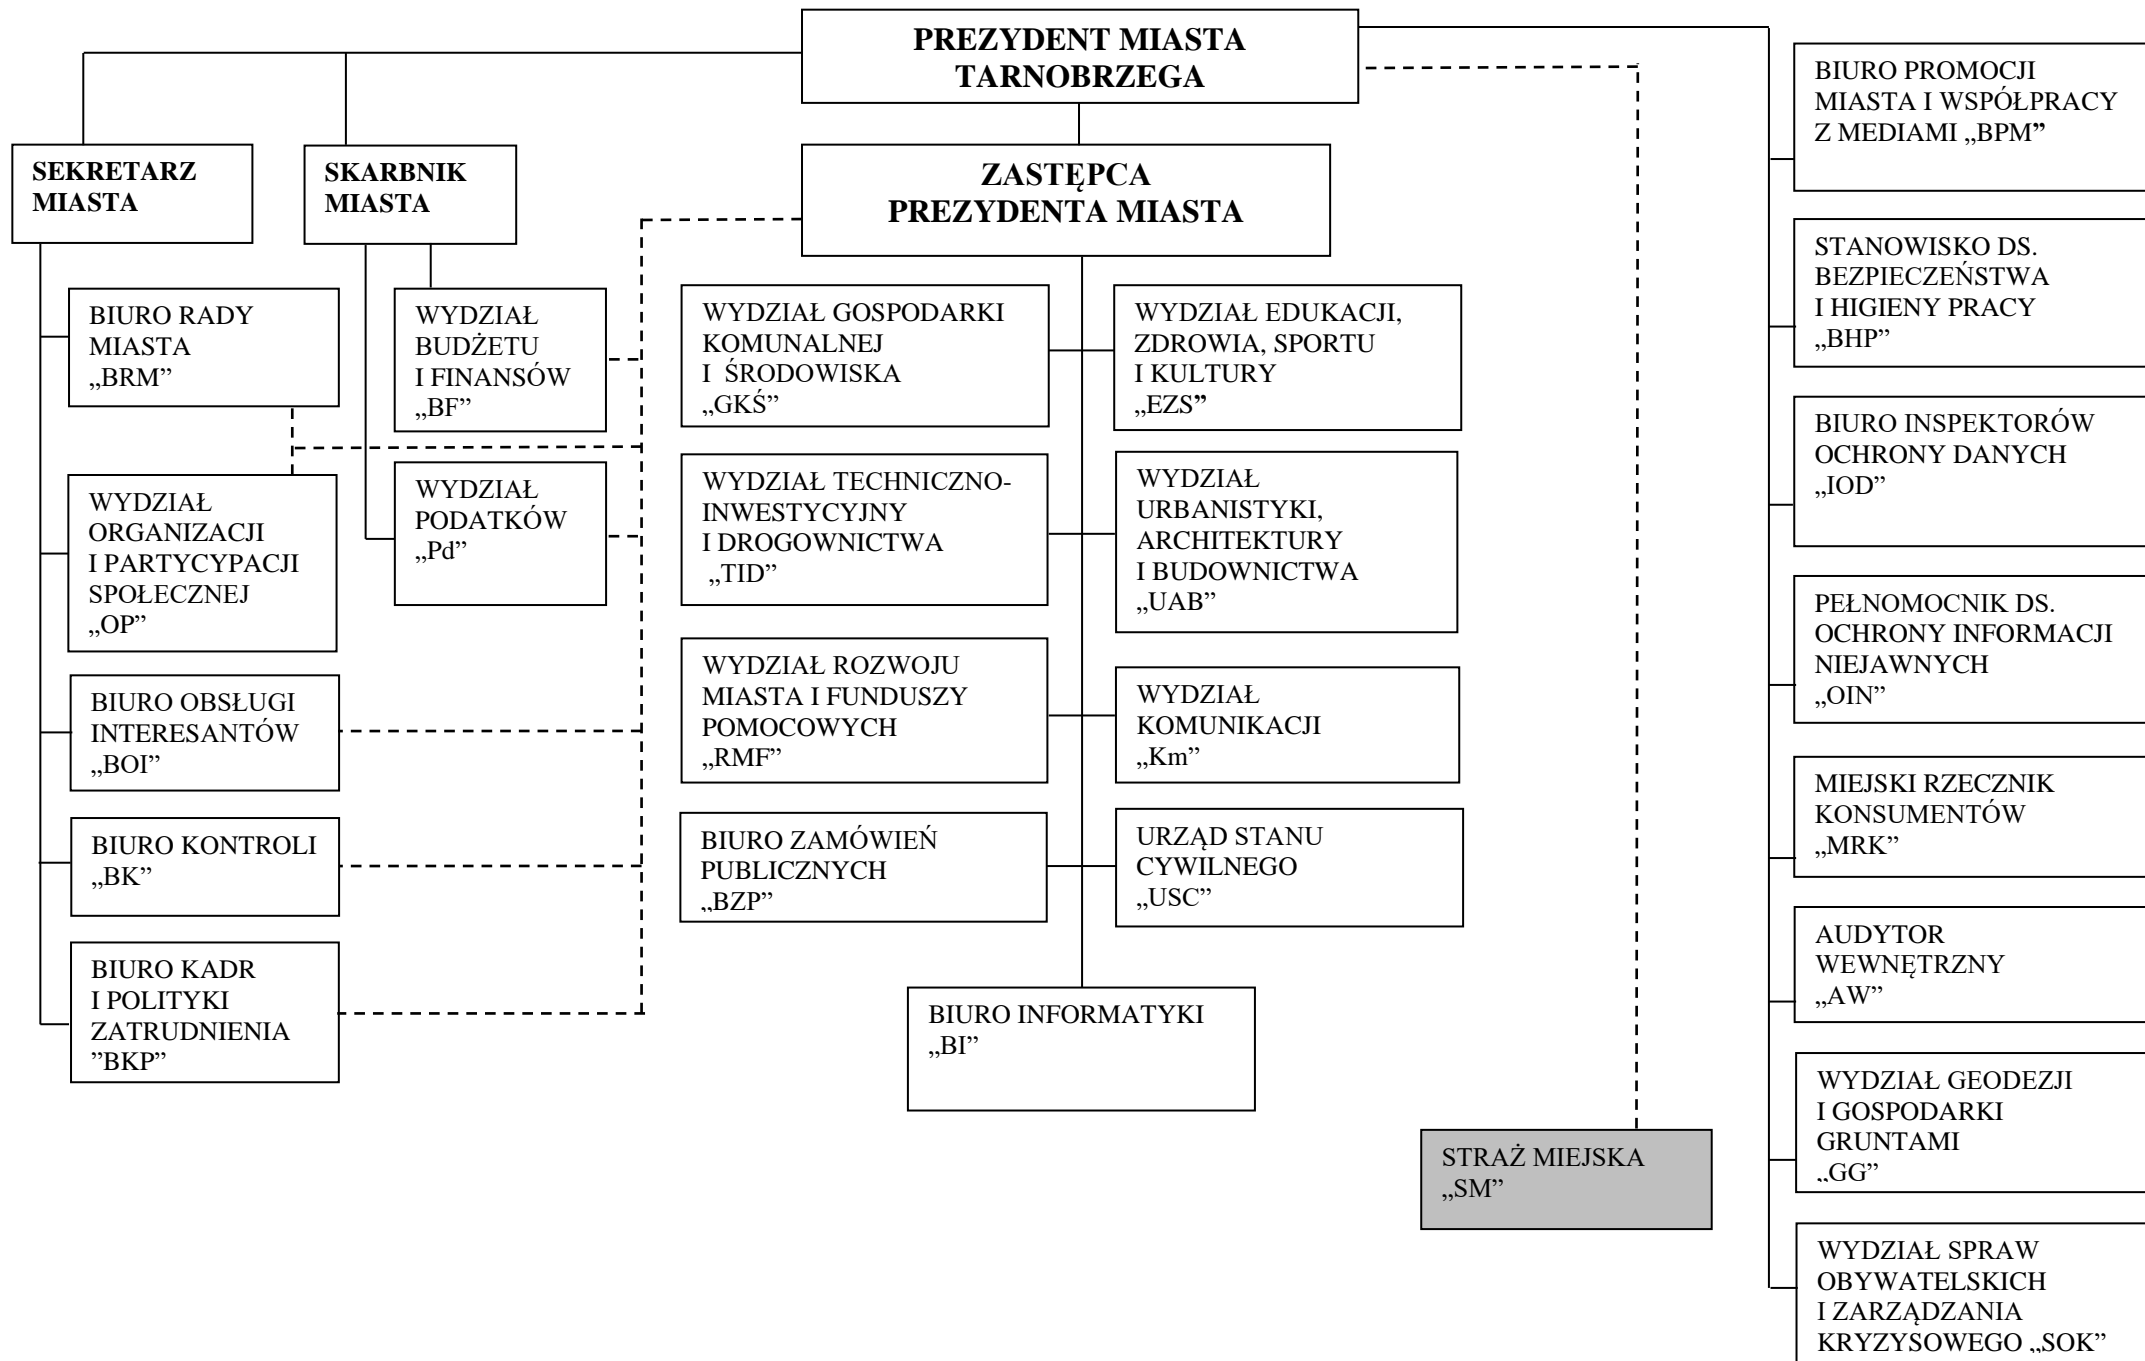 PREZYDENT MIASTA
TARNOBRZEGA
SEKRETARZ
MIASTA
SKARBNIK
MIASTA
ZASTĘPCA
PREZYDENTA MIASTA
BIURO RADY
MIASTA
„BRM”
WYDZIAŁ
ORGANIZACJI
I PARTYCYPACJI
SPOŁECZNEJ
„OP”
BIURO OBSŁUGI
INTERESANTÓW
„BOI”
BIURO KONTROLI
„BK”
BIURO KADR
I POLITYKI
ZATRUDNIENIA
”BKP”
WYDZIAŁ
BUDŻETU
I FINANSÓW
„BF”
WYDZIAŁ
PODATKÓW
„Pd”
WYDZIAŁ GOSPODARKI
KOMUNALNEJ
I ŚRODOWISKA
„GKŚ”
WYDZIAŁ TECHNICZNO-
INWESTYCYJNY
I DROGOWNICTWA
„TID”
WYDZIAŁ ROZWOJU
MIASTA I FUNDUSZY
POMOCOWYCH
„RMF”
BIURO ZAMÓWIEŃ
PUBLICZNYCH
„BZP”
WYDZIAŁ EDUKACJI,
ZDROWIA, SPORTU
I KULTURY
„EZS”
WYDZIAŁ
URBANISTYKI,
ARCHITEKTURY
I BUDOWNICTWA
„UAB”
WYDZIAŁ
KOMUNIKACJI
„Km”
URZĄD STANU
CYWILNEGO
„USC”
BIURO INFORMATYKI
„BI”
STRAŻ MIEJSKA
„SM”
BIURO PROMOCJI
MIASTA I WSPÓŁPRACY
Z MEDIAMI „BPM”
STANOWISKO DS.
BEZPIECZEŃSTWA
I HIGIENY PRACY
„BHP”
BIURO INSPEKTORÓW
OCHRONY DANYCH
„IOD”
PEŁNOMOCNIK DS.
OCHRONY INFORMACJI
NIEJAWNYCH
„OIN”
MIEJSKI RZECZNIK
KONSUMENTÓW
„MRK”
AUDYTOR
WEWNĘTRZNY
„AW”
WYDZIAŁ GEODEZJI
I GOSPODARKI
GRUNTAMI
„GG”
WYDZIAŁ SPRAW
OBYWATELSKICH
I ZARZĄDZANIA
KRYZYSOWEGO „SOK”